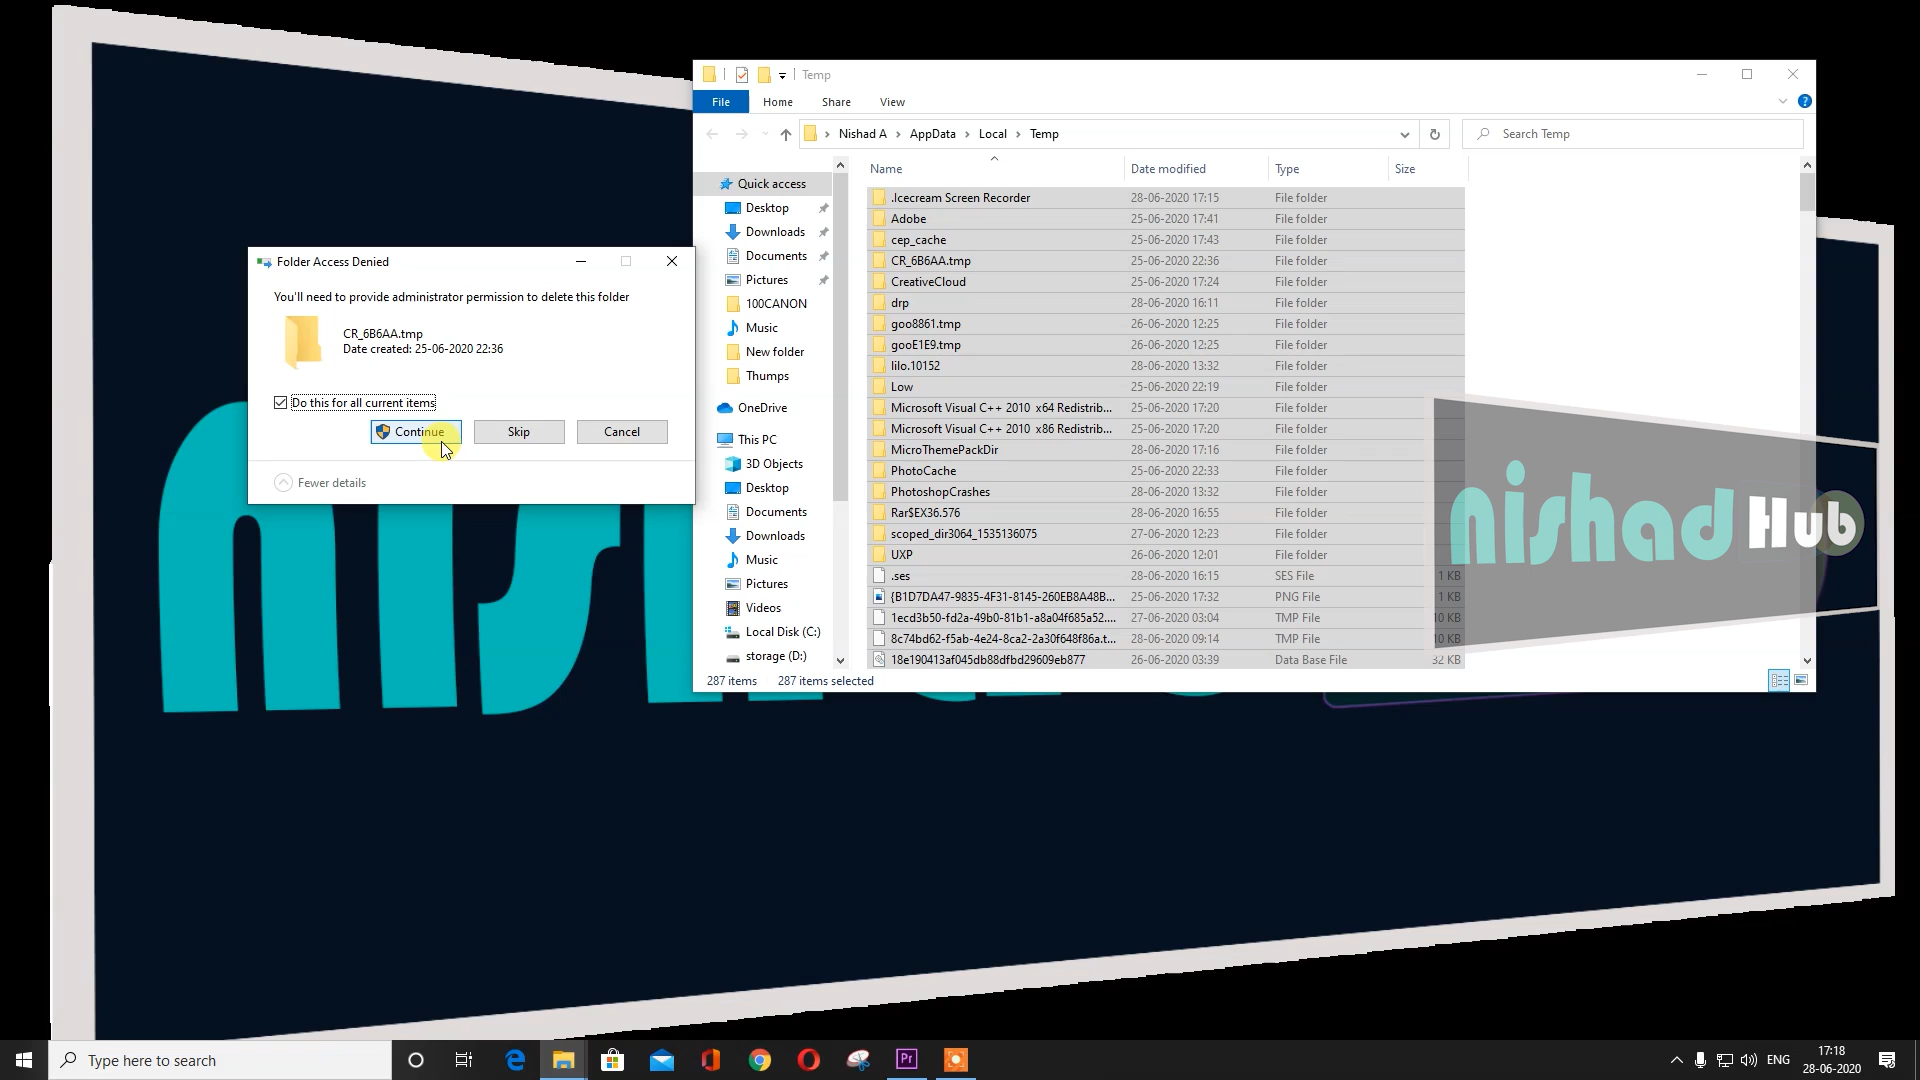 Temp
File
Home
Share
View
Nishad A
AppData
Local
Temp
Search Temp
Name
Date modified
Type
Size
Quick access
Desktop
Downloads
Documents
Pictures
100CANON
Music
New folder
Thumps
OneDrive
This PC
3D Objects
Desktop
Documents
Downloads
Music
Pictures
Videos
Local Disk (C:)
storage (D:)
.Icecream Screen Recorder 28-06-2020 17:15 File folder
Adobe 25-06-2020 17:41 File folder
cep_cache 25-06-2020 17:43 File folder
CR_6B6AA.tmp 25-06-2020 22:36 File folder
CreativeCloud 25-06-2020 17:24 File folder
drp 28-06-2020 16:11 File folder
goo8861.tmp 26-06-2020 12:25 File folder
gooE1E9.tmp 26-06-2020 12:25 File folder
lilo.10152 28-06-2020 13:32 File folder
Low 25-06-2020 22:19 File folder
Microsoft Visual C++ 2010 x64 Redistrib... 25-06-2020 17:20 File folder
Microsoft Visual C++ 2010 x86 Redistrib... 25-06-2020 17:20 File folder
MicroThemePackDir 28-06-2020 17:16 File folder
PhotoCache 25-06-2020 22:33 File folder
PhotoshopCrashes 28-06-2020 13:32 File folder
Rar$EX36.576 28-06-2020 16:55 File folder
scoped_dir3064_1535136075 27-06-2020 12:23 File folder
UXP 26-06-2020 12:01 File folder
.ses 28-06-2020 16:15 SES File 1 KB
{B1D7DA47-9835-4F31-8145-260EB8A48B... 25-06-2020 17:32 PNG File 1 KB
1ecd3b50-fd2a-49b0-81b1-a8a04f685a52.... 27-06-2020 03:04 TMP File 10 KB
8c74bd62-f5ab-4e24-8ca2-2a30f648f86a.t... 28-06-2020 09:14 TMP File 10 KB
18e190413af045db88dfbd29609eb877 26-06-2020 03:39 Data Base File 32 KB
287 items 287 items selected
Folder Access Denied
You'll need to provide administrator permission to delete this folder
CR_6B6AA.tmp
Date created: 25-06-2020 22:36
Do this for all current items
Continue
Skip
Cancel
Fewer details
nishad Hub
Type here to search
Pr
ENG
17:18
28-06-2020